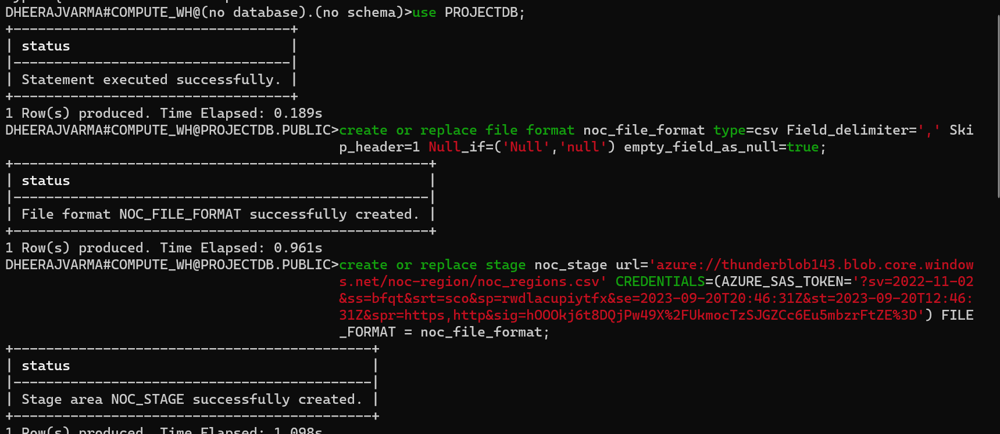 DHEERAJVARMA#COMPUTE_WH@(no database).(no schema)>use PROJECTDB;
+----------------------------------+
| status                           |
|----------------------------------|
| Statement executed successfully. |
+----------------------------------+
1 Row(s) produced. Time Elapsed: 0.189s
DHEERAJVARMA#COMPUTE_WH@PROJECTDB.PUBLIC>create or replace file format noc_file_format type=csv Field_delimiter=',' Ski
p_header=1 Null_if=('Null','null') empty_field_as_null=true;
+---------------------------------------------------+
| status                                            |
|---------------------------------------------------|
| File format NOC_FILE_FORMAT successfully created. |
+---------------------------------------------------+
1 Row(s) produced. Time Elapsed: 0.961s
DHEERAJVARMA#COMPUTE_WH@PROJECTDB.PUBLIC>create or replace stage noc_stage url='azure://thunderblob143.blob.core.window
s.net/noc-region/noc_regions.csv' CREDENTIALS=(AZURE_SAS_TOKEN='?sv=2022-11-02
&ss=bfqt&srt=sco&sp=rwdlacupiytfx&se=2023-09-20T20:46:31Z&st=2023-09-20T12:46:
31Z&spr=https,http&sig=hOOOkj6t8DQjPw49X%2FUkmocTzSJGZCc6Eu5mbzrFtZE%3D') FILE
_FORMAT = noc_file_format;
+--------------------------------------------+
| status                                     |
|--------------------------------------------|
| Stage area NOC_STAGE successfully created. |
+--------------------------------------------+
1 Row(s) produced. Time Elapsed: 1.098s